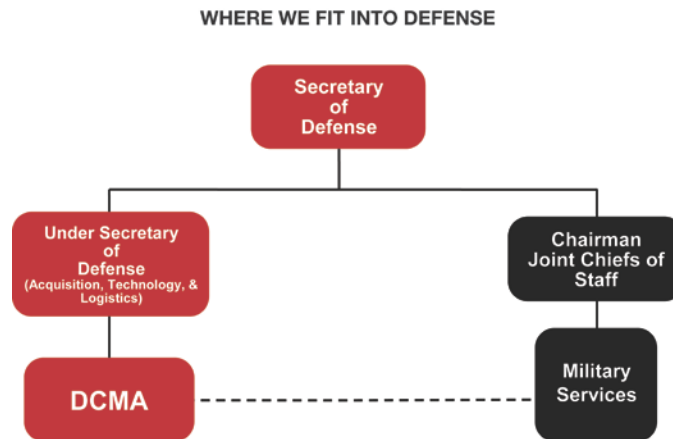 WHERE WE FIT INTO DEFENSE
Secretary
of
Defense
Under Secretary
of
Defense
(Acquisition, Technology, &
Logistics)
Chairman
Joint Chiefs of
Staff
DCMA
Military
Services